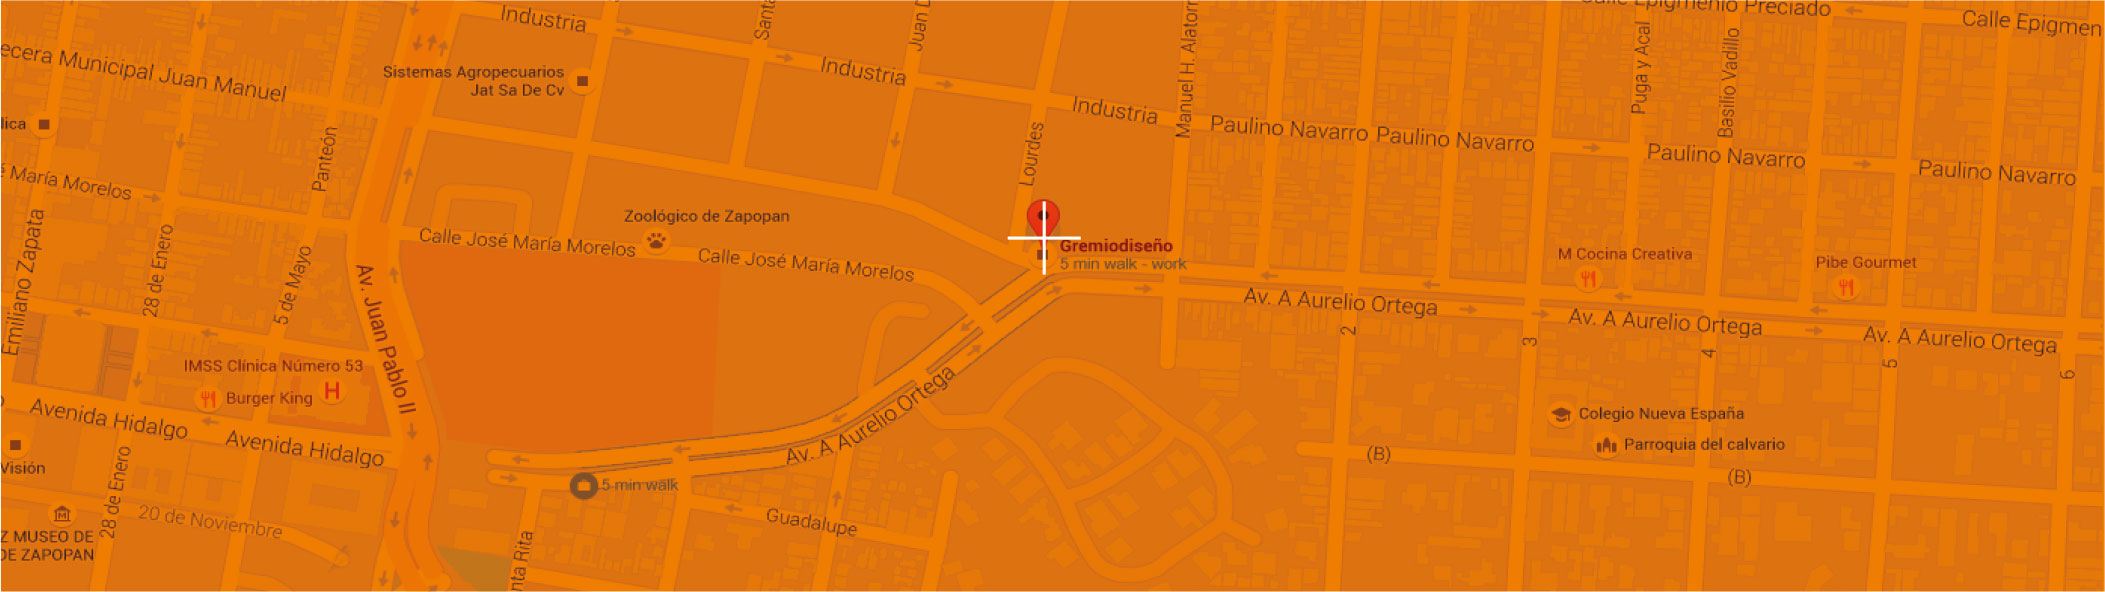 Industria
Santa
Juan D
Calle Epigmenio Preciado
Calle Epigmen
ecera Municipal Juan Manuel
Sistemas Agropecuarios
Jat Sa De Cv
Industria
Industria
Manuel H. Alatorr
Puga y Acal
Basilio Vadillo
lica
Panteón
Lourdes
Paulino Navarro
Paulino Navarro
Paulino Navarro
Paulino Navarro
é María Morelos
Zoológico de Zapopan
Calle José María Morelos
Calle José María Morelos
Gremiodiseño
5 min walk - work
M Cocina Creativa
Pibe Gourmet
Emiliano Zapata
28 de Enero
5 de Mayo
Av. Juan Pablo II
Av. A Aurelio Ortega
Av. A Aurelio Ortega
Av. A Aurelio Ortega
2
3
4
5
6
IMSS Clínica Número 53
Burger King
H
Avenida Hidalgo
Avenida Hidalgo
Av. A Aurelio Ortega
Colegio Nueva España
Parroquia del calvario
(B)
(B)
Visión
28 de Enero
5 min walk
20 de Noviembre
Guadalupe
nta Rita
Z MUSEO DE
DE ZAPOPAN